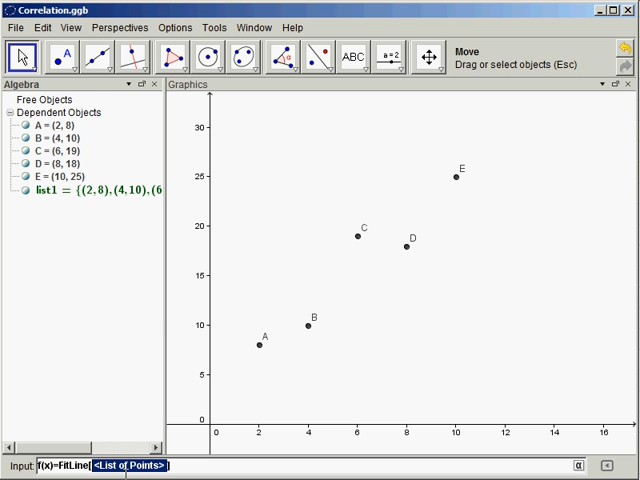 Correlation.ggb
File Edit View Perspectives Options Tools Window Help
A ABC a=2 Move
Drag or select objects (Esc)
Algebra Graphics
Free Objects
Dependent Objects
A = (2, 8)
B = (4, 10)
C = (6, 19)
D = (8, 18)
E = (10, 25)
list1 = {(2, 8),(4, 10),(6
30
25
20
15
10
5
0
0 2 4 6 8 10 12 14 16
E
C
D
B
A
Input: f(x)=FitLine[ <List of Points> ] α